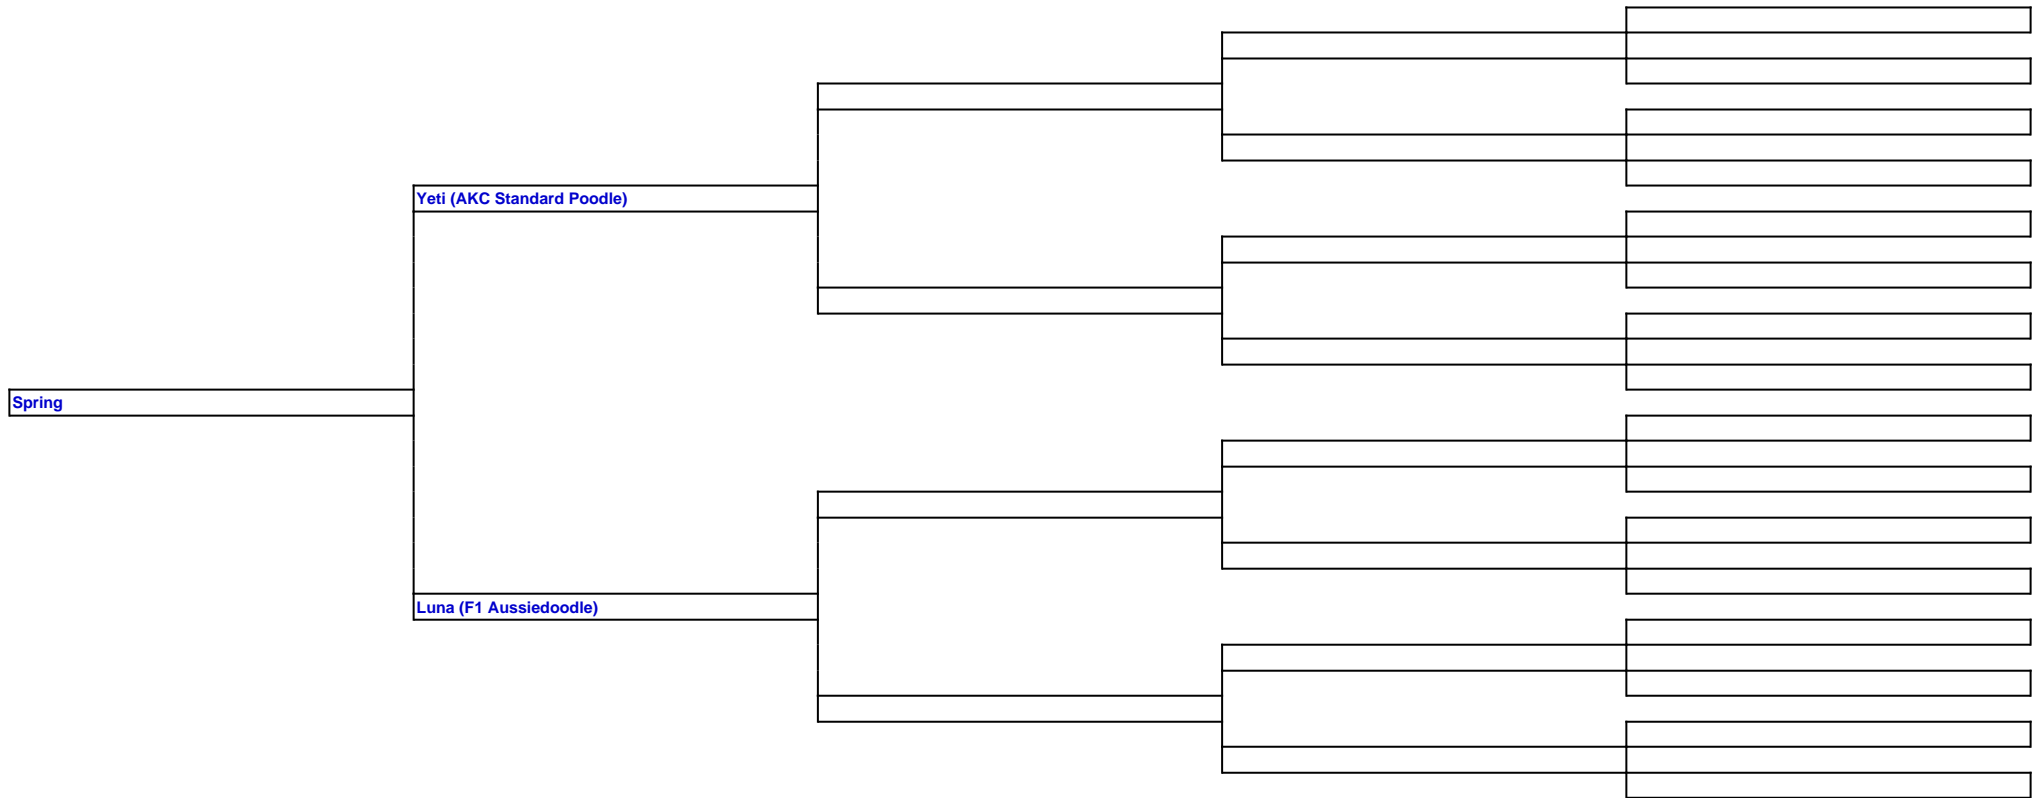 Yeti (AKC Standard Poodle)
Spring
Luna (F1 Aussiedoodle)